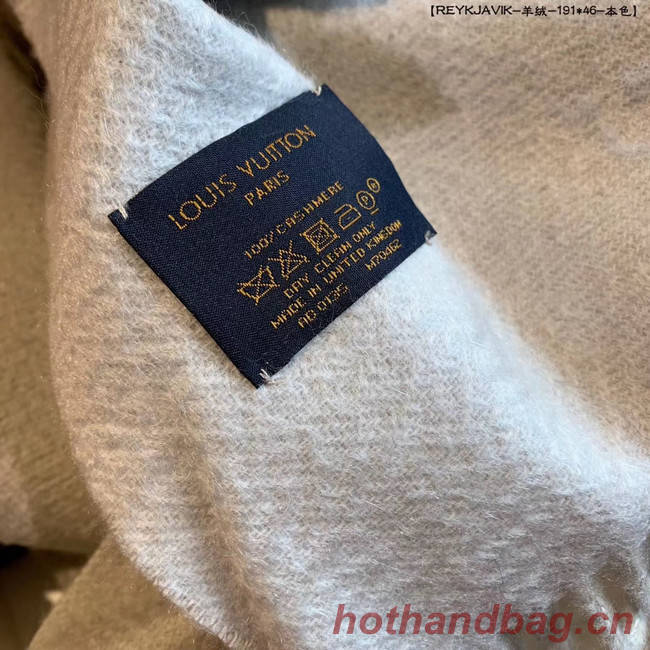 【REYKJAVIK-羊绒-191*46-本色】
LOUIS VUITTON
PARIS
100%CASHMERE
DRY CLEAN ONLY
MADE IN UNITED KINGDOM
AB 0135 M70462
hothandbag.cn